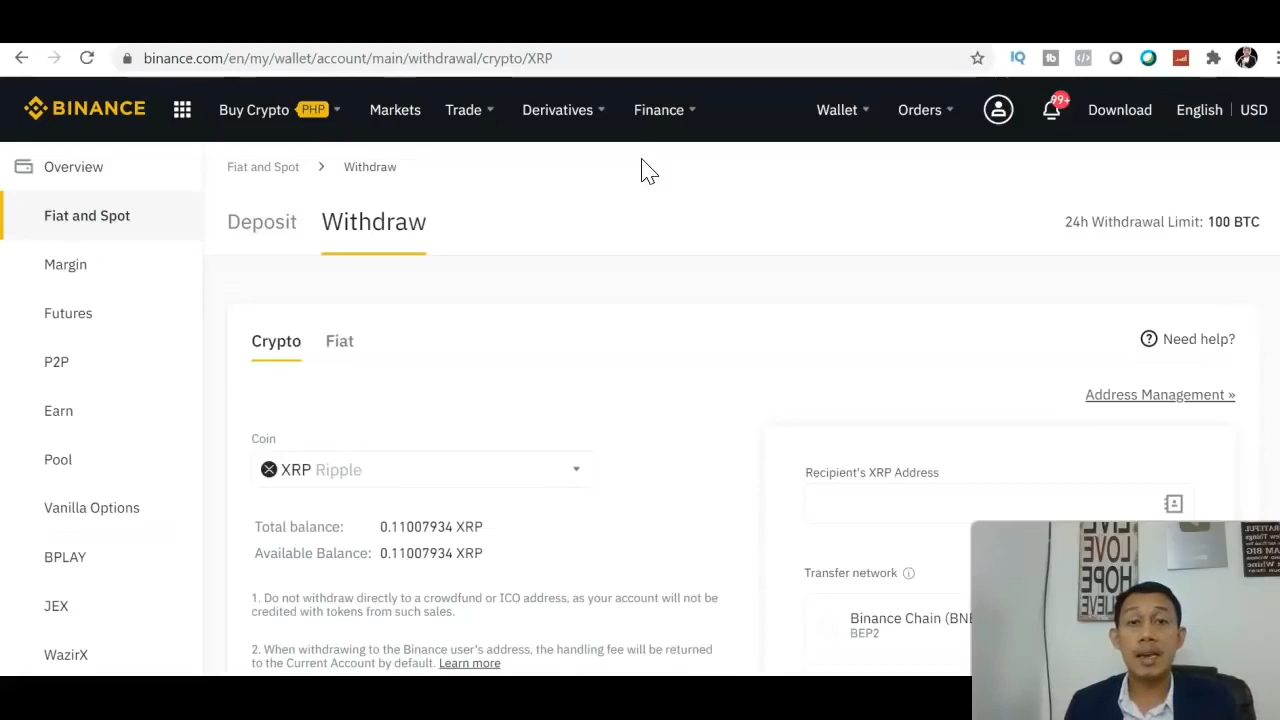 binance.com/en/my/wallet/account/main/withdrawal/crypto/XRP
BINANCE Buy Crypto PHP Markets Trade Derivatives Finance Wallet Orders 99+ Download English USD
Overview
Fiat and Spot
Margin
Futures
P2P
Earn
Pool
Vanilla Options
BPLAY
JEX
WazirX
Fiat and Spot > Withdraw
Deposit Withdraw 24h Withdrawal Limit: 100 BTC
Crypto Fiat Need help?
Address Management »
Coin
XRP Ripple
Total balance: 0.11007934 XRP
Available Balance: 0.11007934 XRP
1. Do not withdraw directly to a crowdfund or ICO address, as your account will not be
credited with tokens from such sales.
2. When withdrawing to the Binance user's address, the handling fee will be returned
to the Current Account by default. Learn more
Recipient's XRP Address
Transfer network
Binance Chain (BNB
BEP2
LIVE
LOVE
HOPE
BELIEVE